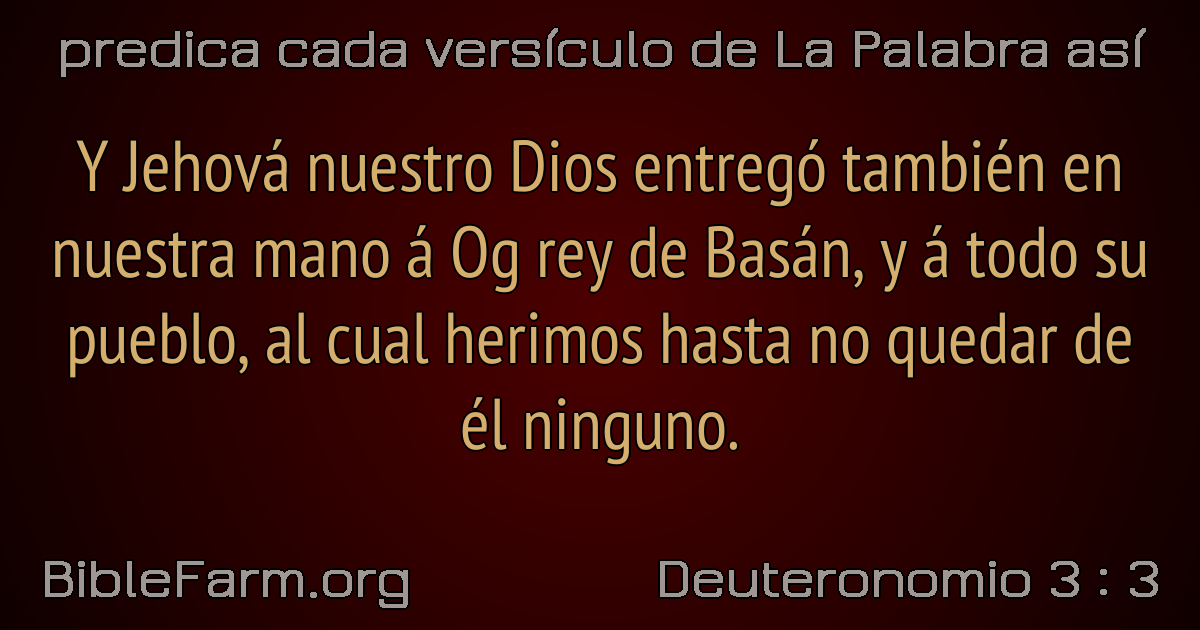 predica cada versículo de La Palabra así
Y Jehová nuestro Dios entregó también en
nuestra mano á Og rey de Basán, y á todo su
pueblo, al cual herimos hasta no quedar de
él ninguno.
BibleFarm.org
Deuteronomio 3 : 3